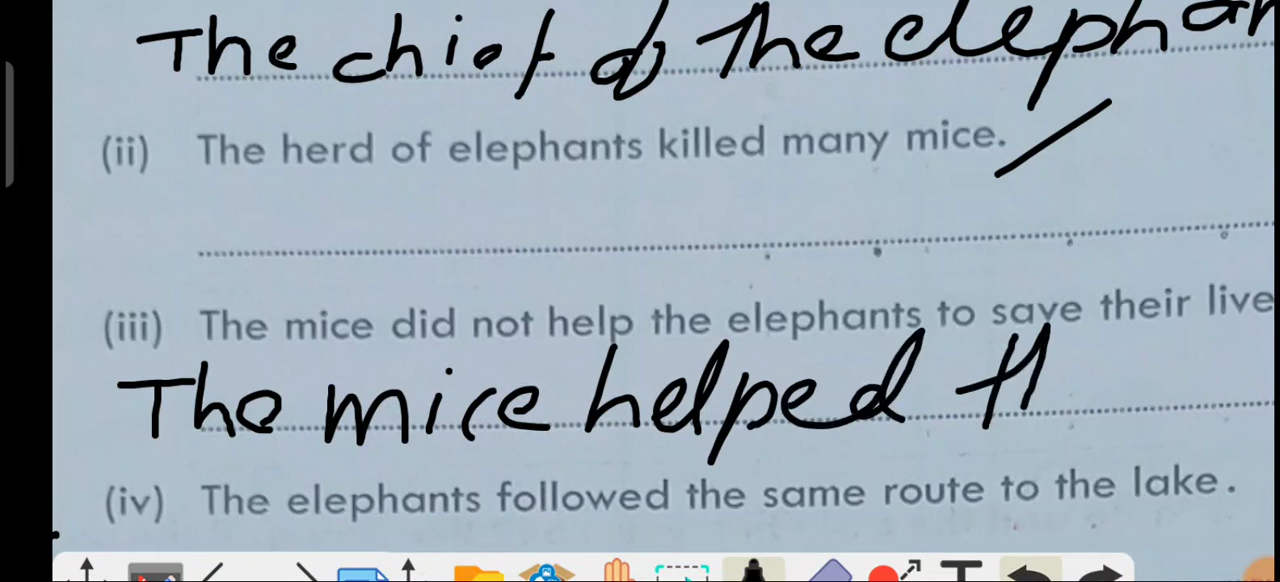 The chief of the elephan
(ii) The herd of elephants killed many mice.
(iii) The mice did not help the elephants to save their live
The mice helped th
(iv) The elephants followed the same route to the lake.
T